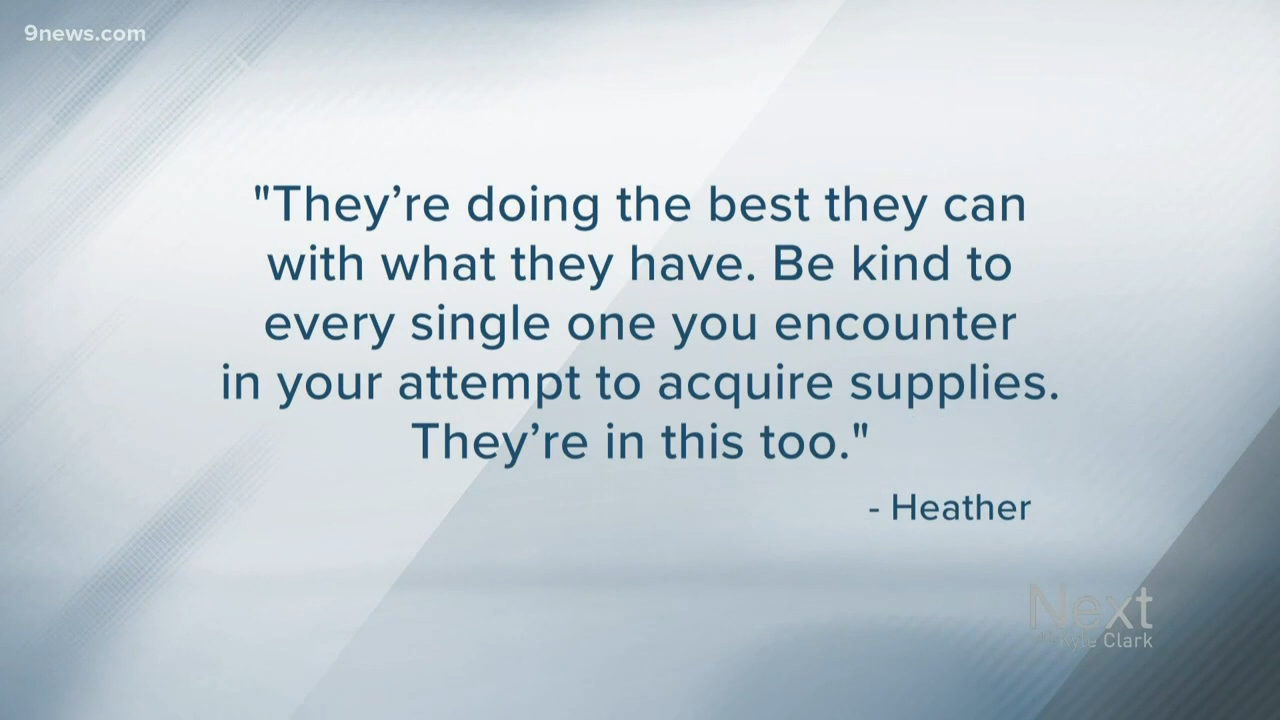 9news.com
"They’re doing the best they can
with what they have. Be kind to
every single one you encounter
in your attempt to acquire supplies.
They’re in this too."
- Heather
Next
Kyle Clark